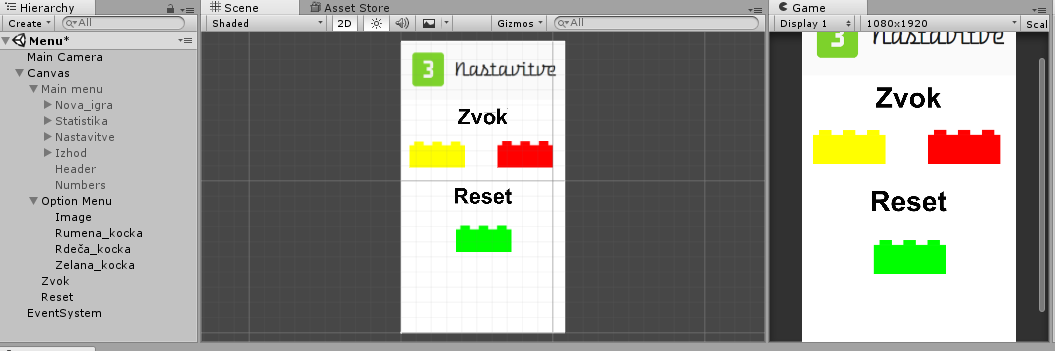 Hierarchy
Create All
Menu*
Main Camera
Canvas
Main menu
Nova_igra
Statistika
Nastavitve
Izhod
Header
Numbers
Option Menu
Image
Rumena_kocka
Rdeča_kocka
Zelana_kocka
Zvok
Reset
EventSystem
Scene Asset Store
Shaded 2D Gizmos All
3 Nastavitve
Zvok
Reset
Game
Display 1 1080x1920 Scal
3 Nastavitve
Zvok
Reset